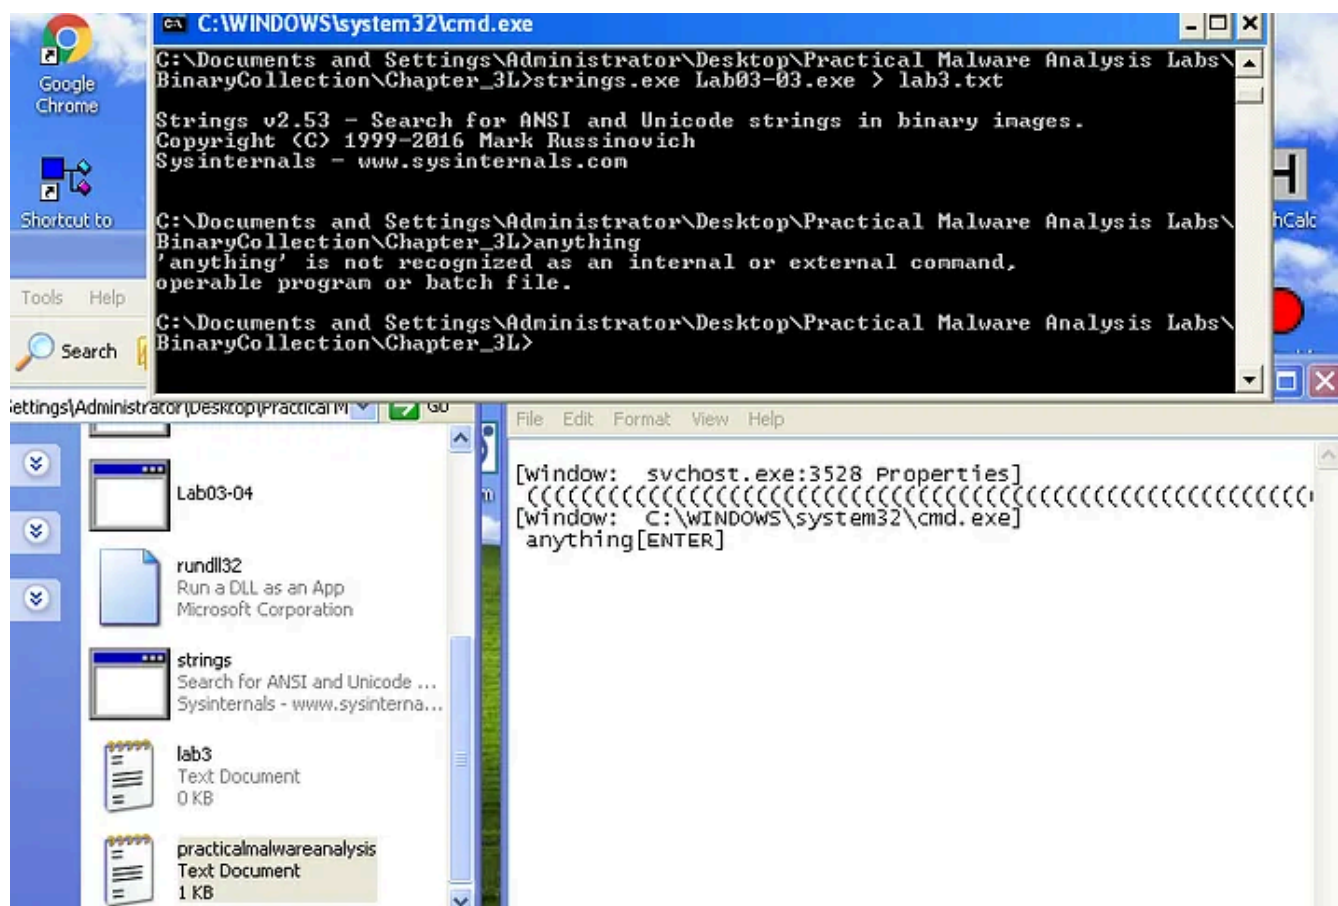 C:\WINDOWS\system32\cmd.exe
C:\Documents and Settings\Administrator\Desktop\Practical Malware Analysis Labs\
BinaryCollection\Chapter_3L>strings.exe Lab03-03.exe > lab3.txt
Strings v2.53 - Search for ANSI and Unicode strings in binary images.
Copyright (C) 1999-2016 Mark Russinovich
Sysinternals - www.sysinternals.com
C:\Documents and Settings\Administrator\Desktop\Practical Malware Analysis Labs\
BinaryCollection\Chapter_3L>anything
'anything' is not recognized as an internal or external command,
operable program or batch file.
C:\Documents and Settings\Administrator\Desktop\Practical Malware Analysis Labs\
BinaryCollection\Chapter_3L>
Google
Chrome
Shortcut to
hCalc
Tools Help
Search
ettings\Administrator\Desktop\Practical M
Go
Lab03-04
rundll32
Run a DLL as an App
Microsoft Corporation
strings
Search for ANSI and Unicode ...
Sysinternals - www.sysinterna...
lab3
Text Document
0 KB
practicalmalwareanalysis
Text Document
1 KB
File Edit Format View Help
[Window: svchost.exe:3528 Properties]
((((((((((((((((((((((((((((((((((((((((((((((((((((((((((
[Window: C:\WINDOWS\system32\cmd.exe]
anything[ENTER]